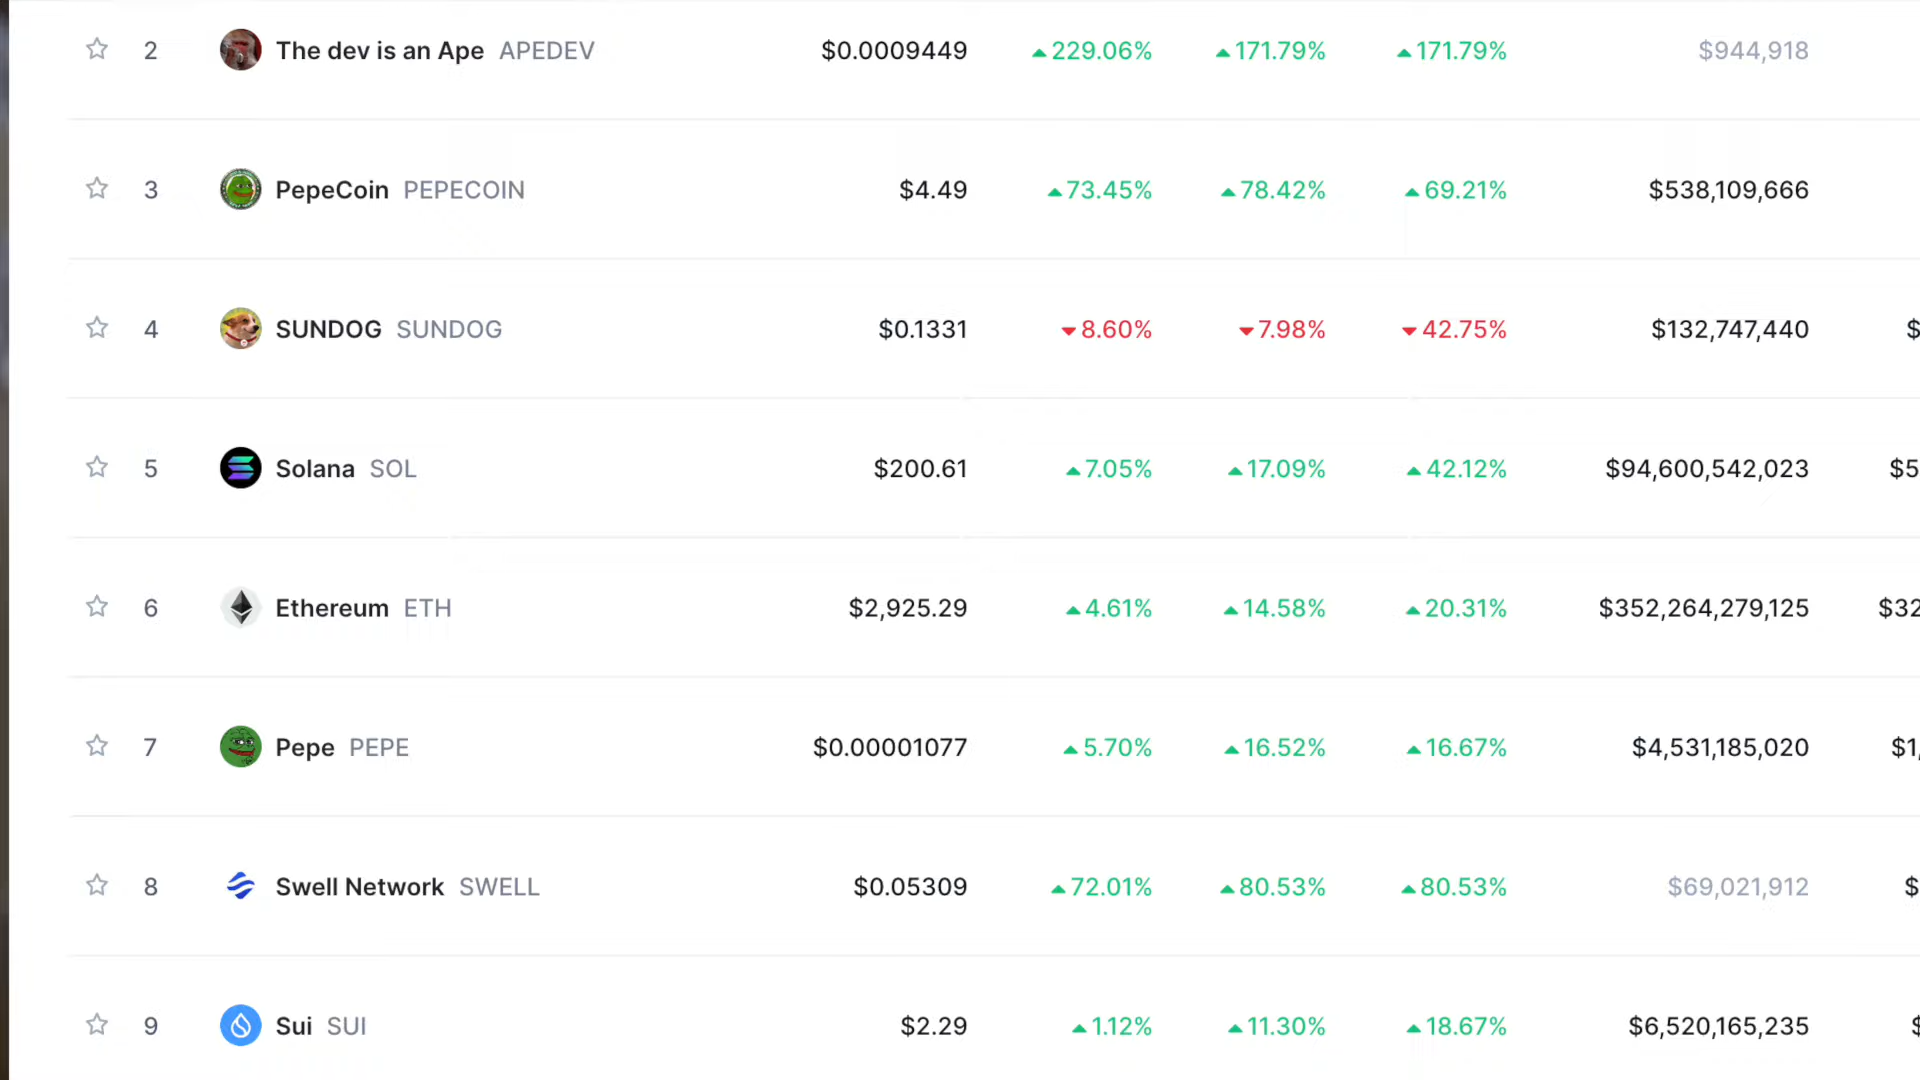 2 The dev is an Ape APEDEV $0.0009449 229.06% 171.79% 171.79% $944,918
3 PepeCoin PEPECOIN $4.49 73.45% 78.42% 69.21% $538,109,666
4 SUNDOG SUNDOG $0.1331 8.60% 7.98% 42.75% $132,747,440 $
5 Solana SOL $200.61 7.05% 17.09% 42.12% $94,600,542,023 $5
6 Ethereum ETH $2,925.29 4.61% 14.58% 20.31% $352,264,279,125 $32
7 Pepe PEPE $0.00001077 5.70% 16.52% 16.67% $4,531,185,020 $1,
8 Swell Network SWELL $0.05309 72.01% 80.53% 80.53% $69,021,912 $
9 Sui SUI $2.29 1.12% 11.30% 18.67% $6,520,165,235 $